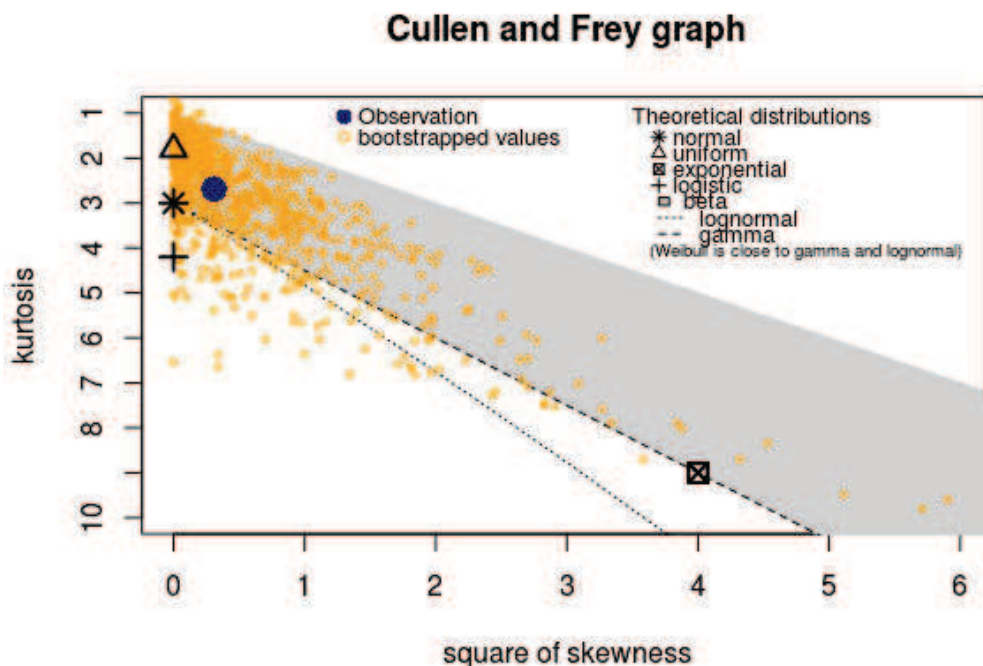 Cullen and Frey graph
Observation
bootstrapped values
Theoretical distributions
normal
uniform
exponential
logistic
beta
lognormal
gamma
(Weibull is close to gamma and lognormal)
kurtosis
1
2
3
4
5
6
7
8
10
0 1 2 3 4 5 6
square of skewness